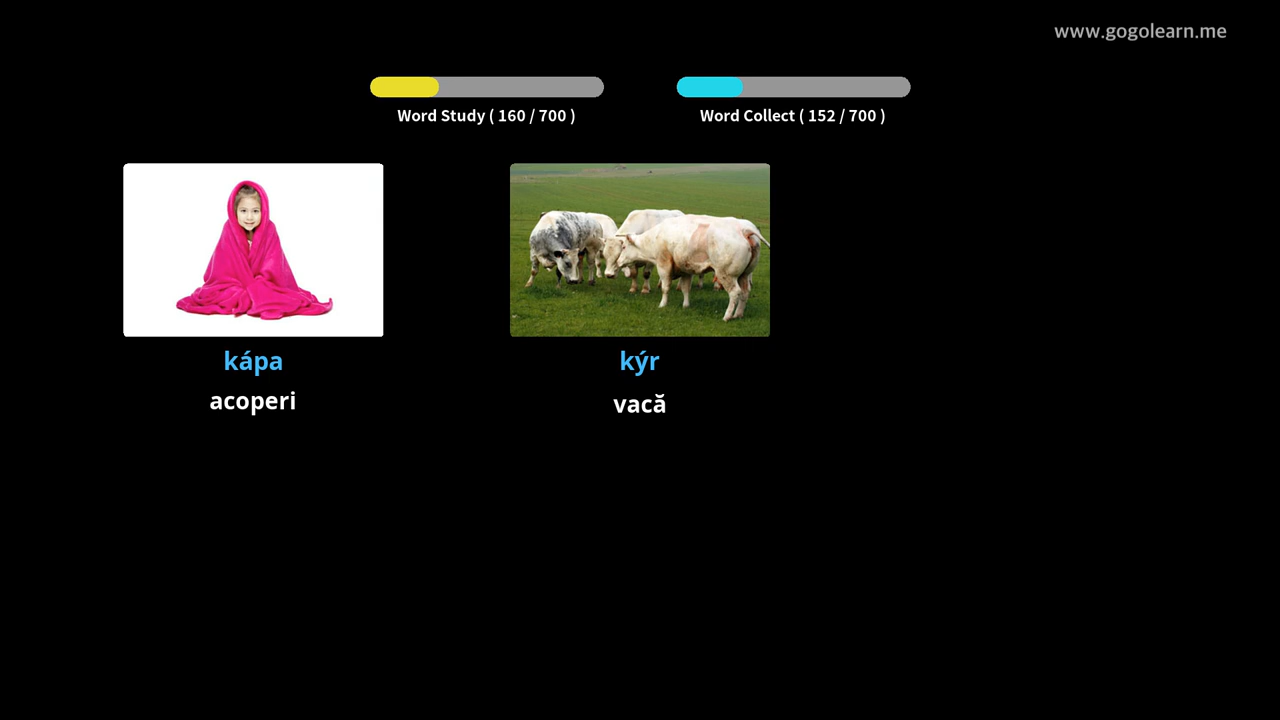 www.gogolearn.me
Word Study ( 160 / 700 )
Word Collect ( 152 / 700 )
kápa
acoperi
kýr
vacă